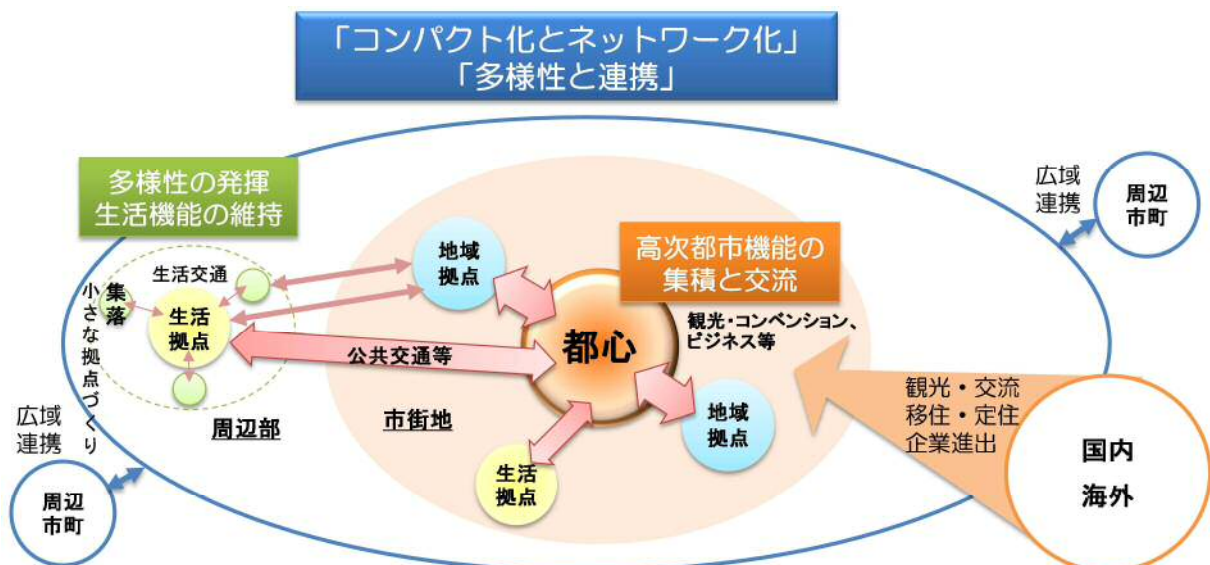 「コンパクト化とネットワーク化」
「多様性と連携」
多様性の発揮
生活機能の維持
広域
連携
周辺
市町
地域
拠点
高次都市機能の
集積と交流
生活交通
集落
小さな拠点づくり
生活
拠点
都心
観光・コンベンション、
ビジネス等
公共交通等
観光・交流
移住・定住
企業進出
国内
海外
周辺部
市街地
地域
拠点
生活
拠点
広域
連携
周辺
市町